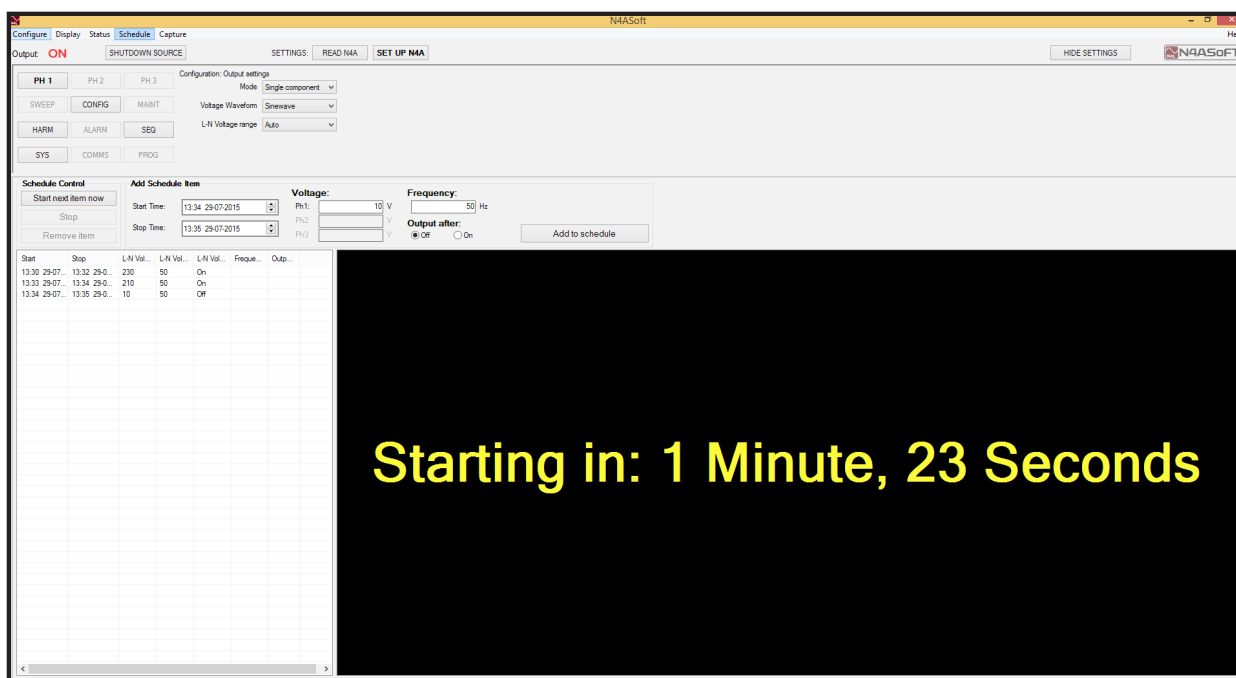 N4ASoft
Configure Display Status Schedule Capture He
Output: ON SHUTDOWN SOURCE SETTINGS: READ N4A SET UP N4A HIDE SETTINGS N4ASoFT
PH 1 PH 2 PH 3 Configuration: Output settings
Mode Single component
SWEEP CONFIG MAINT Voltage Waveform Sinewave
HARM ALARM SEQ L-N Voltage range Auto
SYS COMMS PROG
Schedule Control Add Schedule Item
Start next item now Voltage: Frequency:
Start Time: 13:34 29-07-2015 Ph1: 10 V 50 Hz
Stop Ph2: V Output after:
Remove item Stop Time: 13:35 29-07-2015 Ph3: V Off On Add to schedule
Start Stop L-N Vol... L-N Vol... L-N Vol... Freque... Outp...
13:30 29-07... 13:32 29-0... 230 50 On
13:33 29-07... 13:34 29-0... 210 50 On
13:34 29-07... 13:35 29-0... 10 50 Off
Starting in: 1 Minute, 23 Seconds